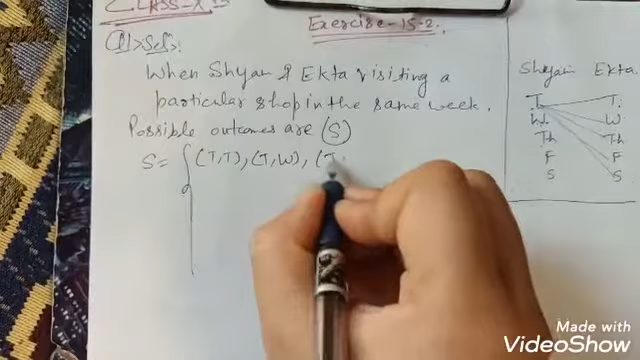 CLASS-X
Exercise-15.2.
Q1>Sol>:
When Shyam & Ekta visiting a
particular shop in the same week.
Possible outcomes are (S)
S= { (T,T), (T,W), (T,
Shyam Ekta.
T. T.
W W
Th Th
F F
S S
Made with
VideoShow